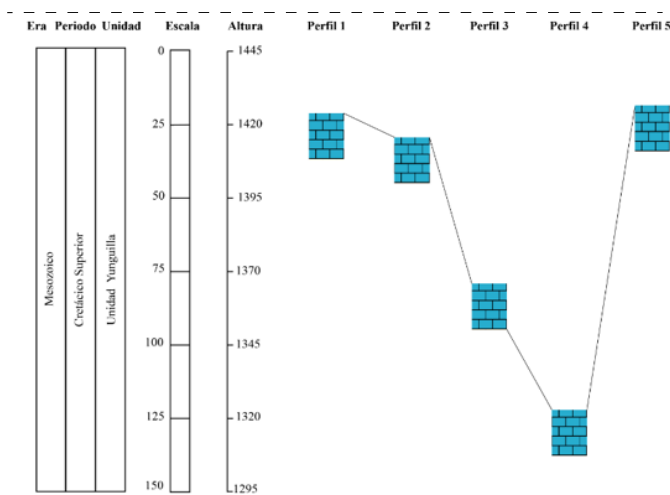 Era Periodo Unidad Escala Altura Perfil 1 Perfil 2 Perfil 3 Perfil 4 Perfil 5
0 1445
25 1420
50 1395
75 1370
100 1345
125 1320
150 1295
Mesozoico
Cretácico Superior
Unidad Yunguilla